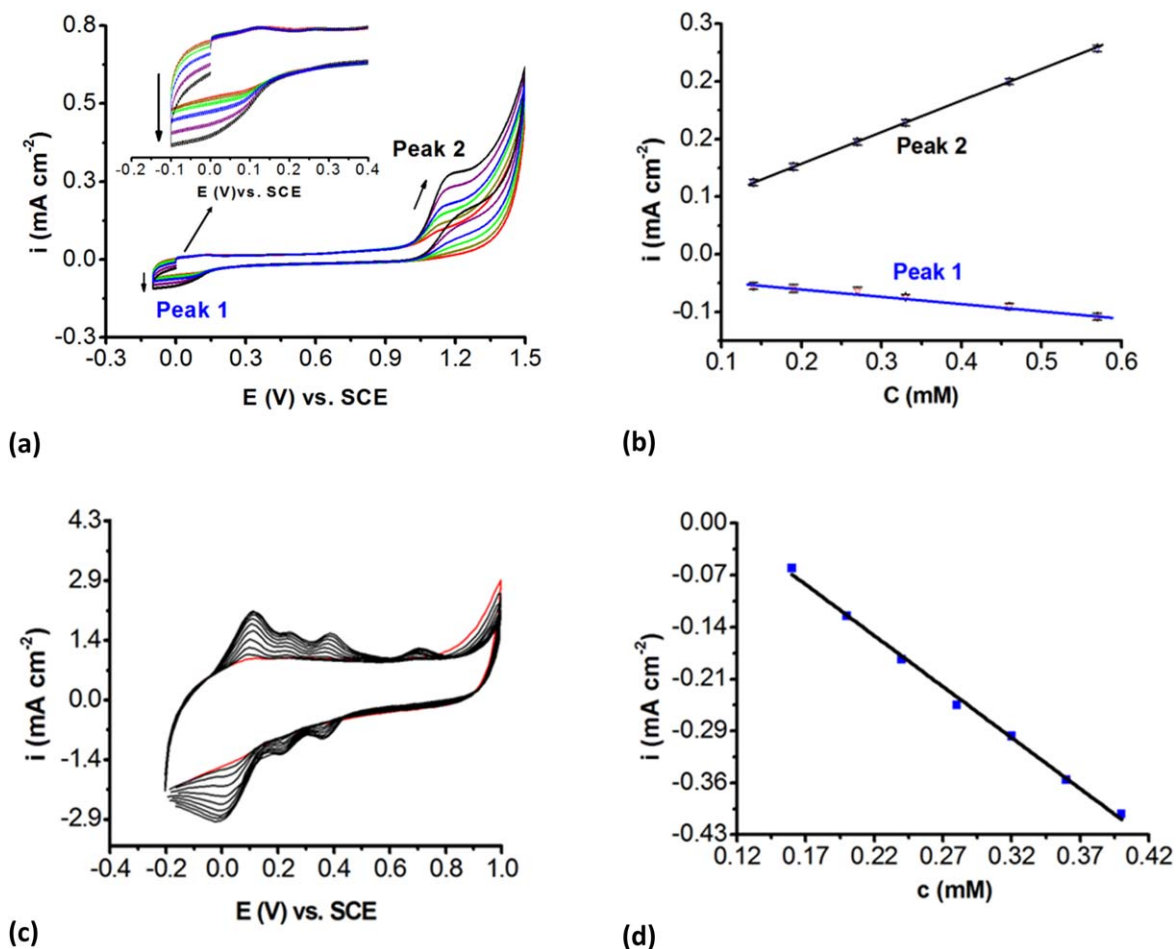 0.8
0.5
0.3
0.0
-0.3
i (mA cm-2)
-0.2 -0.1 0.0 0.1 0.2 0.3 0.4
E (V)vs. SCE
Peak 2
Peak 1
-0.3 0.0 0.3 0.6 0.9 1.2 1.5
E (V) vs. SCE
(a)
0.2
0.2
0.1
0.0
-0.1
i (mA cm-2)
Peak 2
Peak 1
0.1 0.2 0.3 0.4 0.5 0.6
C (mM)
(b)
4.3
2.9
1.4
0.0
-1.4
-2.9
i (mA cm-2)
-0.4 -0.2 0.0 0.2 0.4 0.6 0.8 1.0
E (V) vs. SCE
(c)
0.00
-0.07
-0.14
-0.21
-0.29
-0.36
-0.43
i (mA cm-2)
0.12 0.17 0.22 0.27 0.32 0.37 0.42
c (mM)
(d)